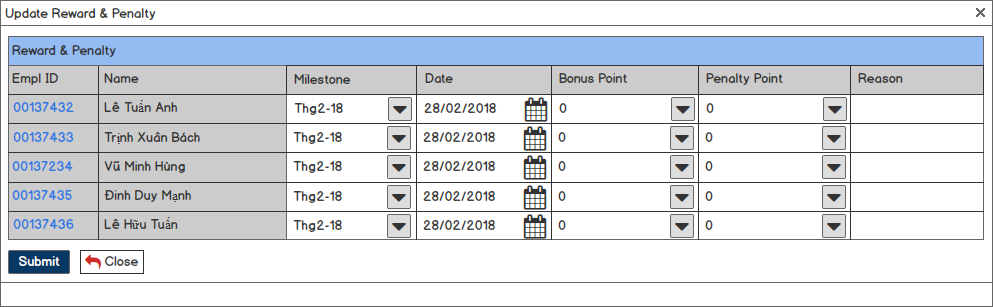 Update Reward & Penalty
Reward & Penalty
Empl ID Name Milestone Date Bonus Point Penalty Point Reason
00137432 Lê Tuấn Anh Thg2-18 28/02/2018 0 0
00137433 Trịnh Xuân Bách Thg2-18 28/02/2018 0 0
00137234 Vũ Minh Hùng Thg2-18 28/02/2018 0 0
00137435 Đinh Duy Mạnh Thg2-18 28/02/2018 0 0
00137436 Lê Hữu Tuấn Thg2-18 28/02/2018 0 0
Submit Close